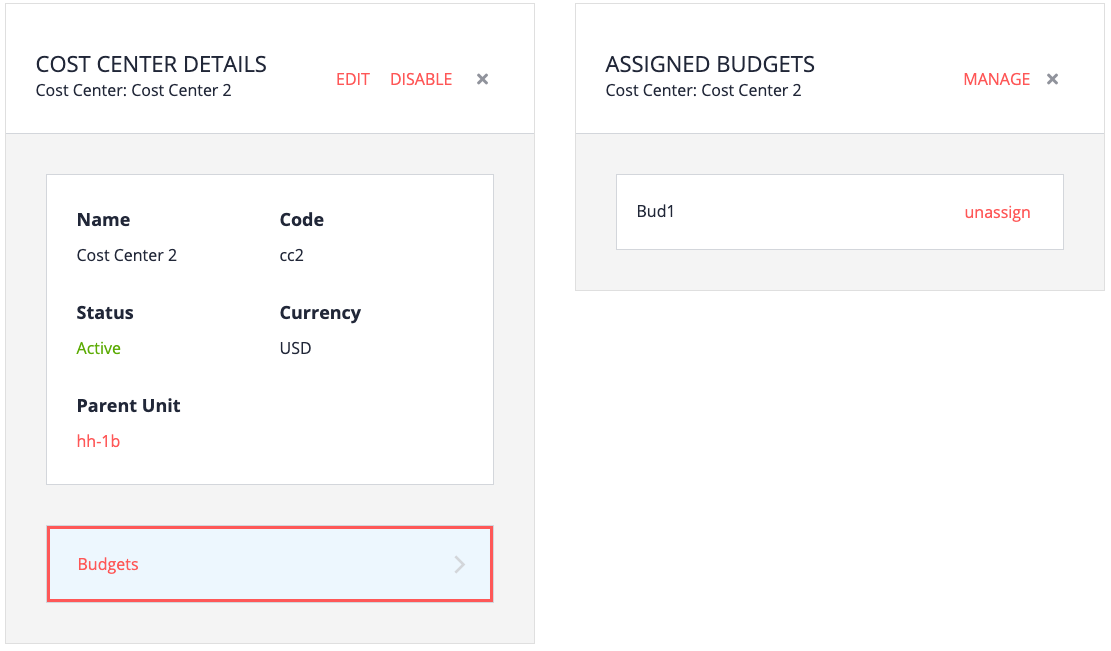 COST CENTER DETAILS
Cost Center: Cost Center 2
EDIT DISABLE ×
Name Code
Cost Center 2 cc2
Status Currency
Active USD
Parent Unit
hh-1b
Budgets
ASSIGNED BUDGETS
Cost Center: Cost Center 2
MANAGE ×
Bud1 unassign